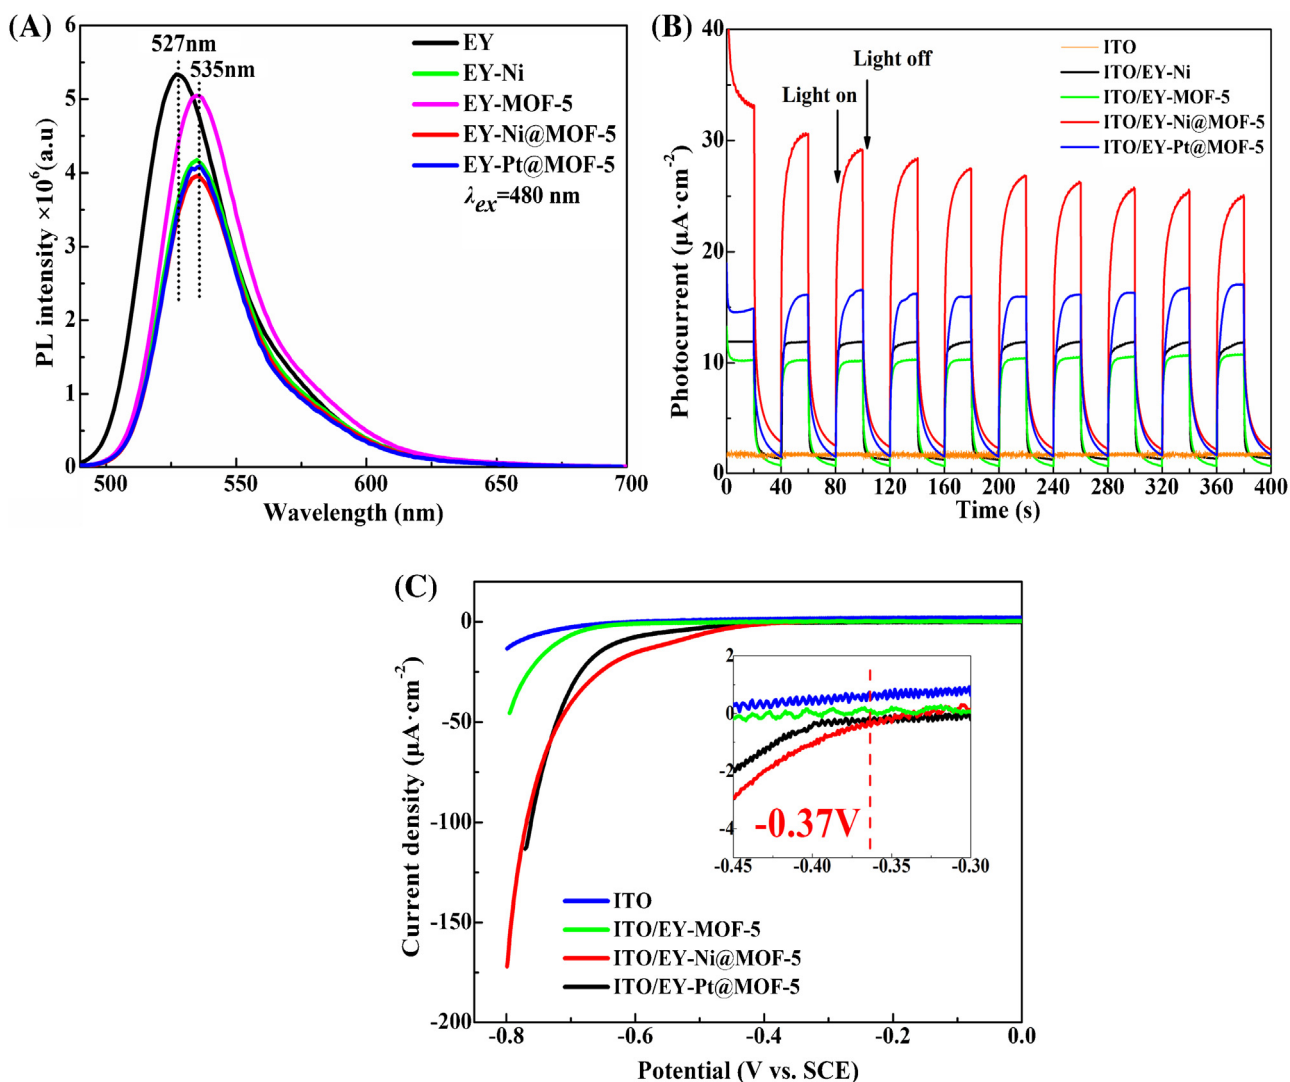 (A)
527nm
535nm
EY
EY-Ni
EY-MOF-5
EY-Ni@MOF-5
EY-Pt@MOF-5
λex=480 nm
PL intensity ×10⁶(a.u)
6
5
4
3
2
1
0
500
550
600
650
700
Wavelength (nm)
(B)
Light on
Light off
ITO
ITO/EY-Ni
ITO/EY-MOF-5
ITO/EY-Ni@MOF-5
ITO/EY-Pt@MOF-5
Photocurrent (μA·cm⁻²)
40
30
20
10
0
0
40
80
120
160
200
240
280
320
360
400
Time (s)
(C)
Current density (μA·cm⁻²)
0
-50
-100
-150
-200
2
0
-2
-4
-0.37V
-0.45
-0.40
-0.35
-0.30
ITO
ITO/EY-MOF-5
ITO/EY-Ni@MOF-5
ITO/EY-Pt@MOF-5
-0.8
-0.6
-0.4
-0.2
0.0
Potential (V vs. SCE)